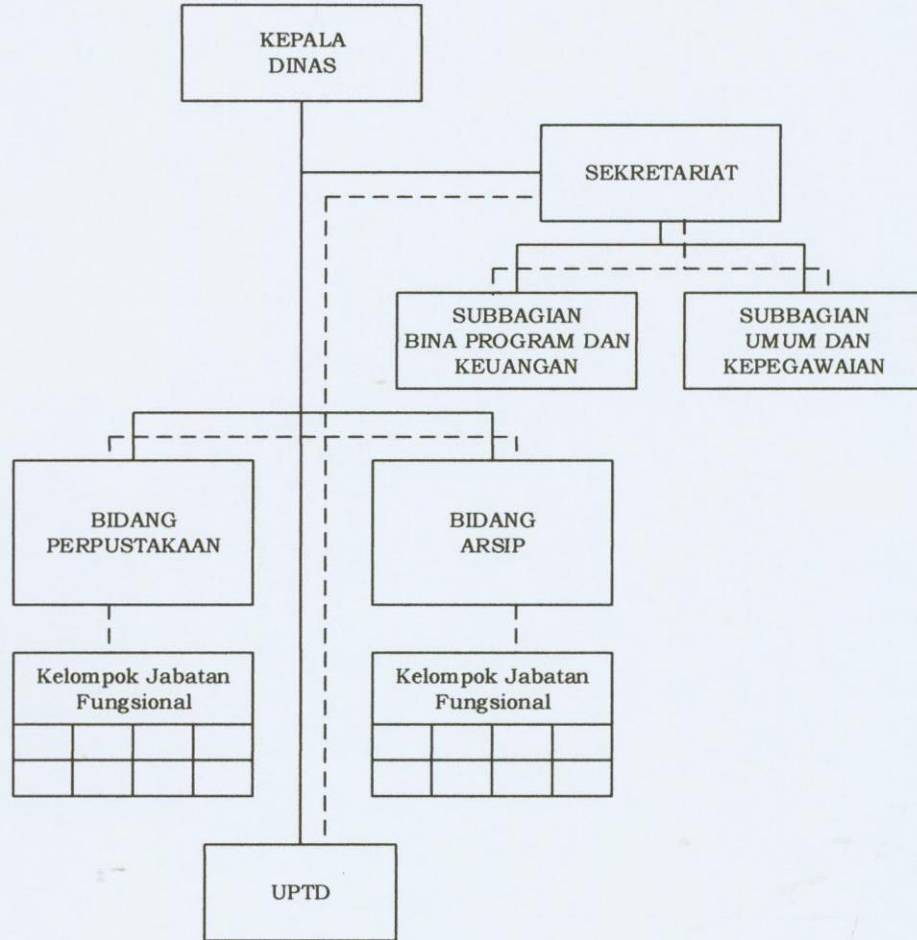 KEPALA
DINAS
SEKRETARIAT
SUBBAGIAN
BINA PROGRAM DAN
KEUANGAN
SUBBAGIAN
UMUM DAN
KEPEGAWAIAN
BIDANG
PERPUSTAKAAN
BIDANG
ARSIP
Kelompok Jabatan
Fungsional
Kelompok Jabatan
Fungsional
UPTD